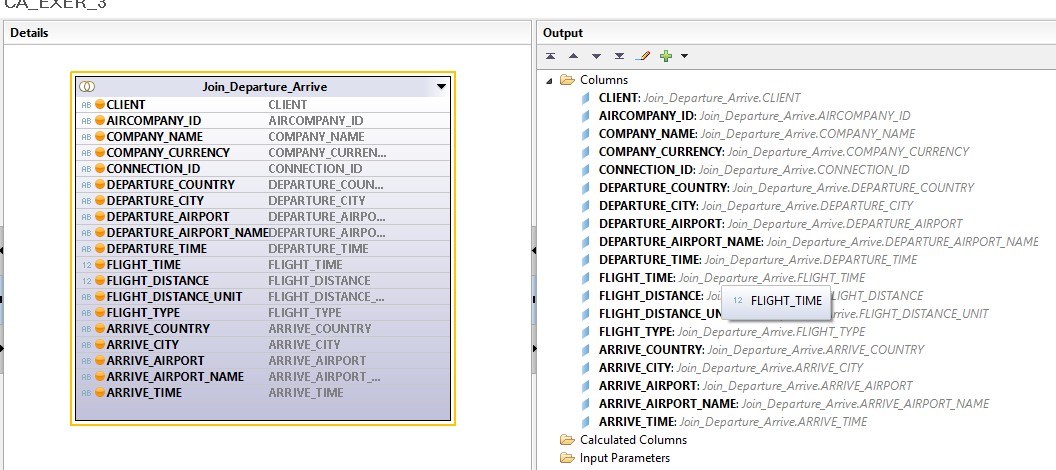 CA_EXER_3
Details
Join_Departure_Arrive
AB CLIENT CLIENT
AB AIRCOMPANY_ID AIRCOMPANY_ID
AB COMPANY_NAME COMPANY_NAME
AB COMPANY_CURRENCY COMPANY_CURREN...
AB CONNECTION_ID CONNECTION_ID
AB DEPARTURE_COUNTRY DEPARTURE_COUN...
AB DEPARTURE_CITY DEPARTURE_CITY
AB DEPARTURE_AIRPORT DEPARTURE_AIRPO...
AB DEPARTURE_AIRPORT_NAME DEPARTURE_AIRPO...
AB DEPARTURE_TIME DEPARTURE_TIME
12 FLIGHT_TIME FLIGHT_TIME
12 FLIGHT_DISTANCE FLIGHT_DISTANCE
AB FLIGHT_DISTANCE_UNIT FLIGHT_DISTANCE_...
AB FLIGHT_TYPE FLIGHT_TYPE
AB ARRIVE_COUNTRY ARRIVE_COUNTRY
AB ARRIVE_CITY ARRIVE_CITY
AB ARRIVE_AIRPORT ARRIVE_AIRPORT
AB ARRIVE_AIRPORT_NAME ARRIVE_AIRPORT_...
AB ARRIVE_TIME ARRIVE_TIME
Output
Columns
CLIENT: Join_Departure_Arrive.CLIENT
AIRCOMPANY_ID: Join_Departure_Arrive.AIRCOMPANY_ID
COMPANY_NAME: Join_Departure_Arrive.COMPANY_NAME
COMPANY_CURRENCY: Join_Departure_Arrive.COMPANY_CURRENCY
CONNECTION_ID: Join_Departure_Arrive.CONNECTION_ID
DEPARTURE_COUNTRY: Join_Departure_Arrive.DEPARTURE_COUNTRY
DEPARTURE_CITY: Join_Departure_Arrive.DEPARTURE_CITY
DEPARTURE_AIRPORT: Join_Departure_Arrive.DEPARTURE_AIRPORT
DEPARTURE_AIRPORT_NAME: Join_Departure_Arrive.DEPARTURE_AIRPORT_NAME
DEPARTURE_TIME: Join_Departure_Arrive.DEPARTURE_TIME
FLIGHT_TIME: Join_Departure_Arrive.FLIGHT_TIME
FLIGHT_DISTANCE: Joi LIGHT_DISTANCE
12 FLIGHT_TIME
FLIGHT_DISTANCE_UN rrive.FLIGHT_DISTANCE_UNIT
FLIGHT_TYPE: Join_Departure_Arrive.FLIGHT_TYPE
ARRIVE_COUNTRY: Join_Departure_Arrive.ARRIVE_COUNTRY
ARRIVE_CITY: Join_Departure_Arrive.ARRIVE_CITY
ARRIVE_AIRPORT: Join_Departure_Arrive.ARRIVE_AIRPORT
ARRIVE_AIRPORT_NAME: Join_Departure_Arrive.ARRIVE_AIRPORT_NAME
ARRIVE_TIME: Join_Departure_Arrive.ARRIVE_TIME
Calculated Columns
Input Parameters